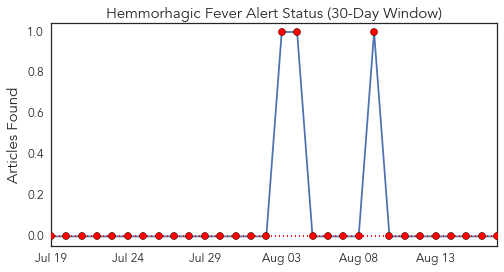 Hemmorhagic Fever Alert Status (30-Day Window)
Articles Found
1.0
0.8
0.6
0.4
0.2
0.0
Jul 19 Jul 24 Jul 29 Aug 03 Aug 08 Aug 13